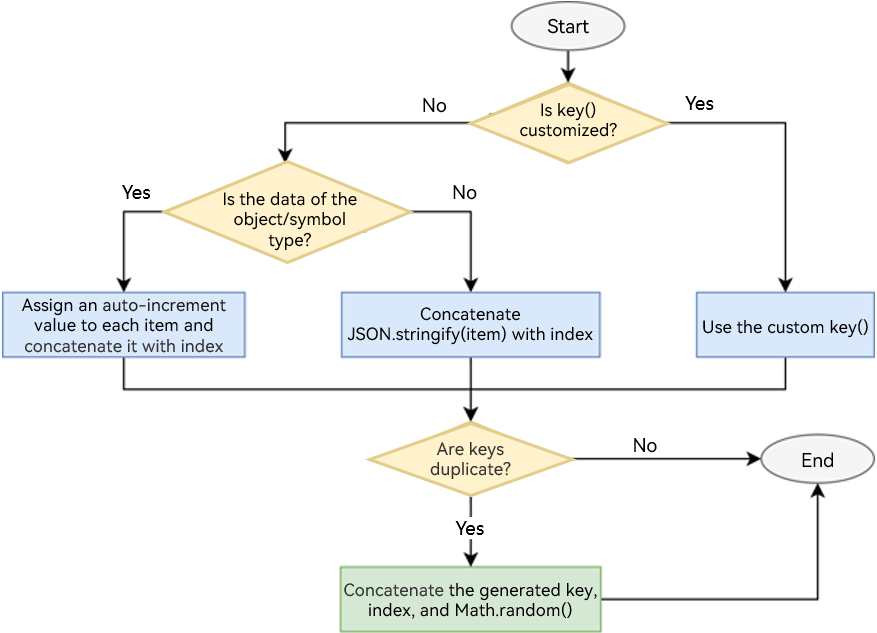 Start
Is key()
customized?
No
Yes
Is the data of the
object/symbol
type?
Yes
No
Assign an auto-increment
value to each item and
concatenate it with index
Concatenate
JSON.stringify(item) with index
Use the custom key()
Are keys
duplicate?
No
End
Yes
Concatenate the generated key,
index, and Math.random()